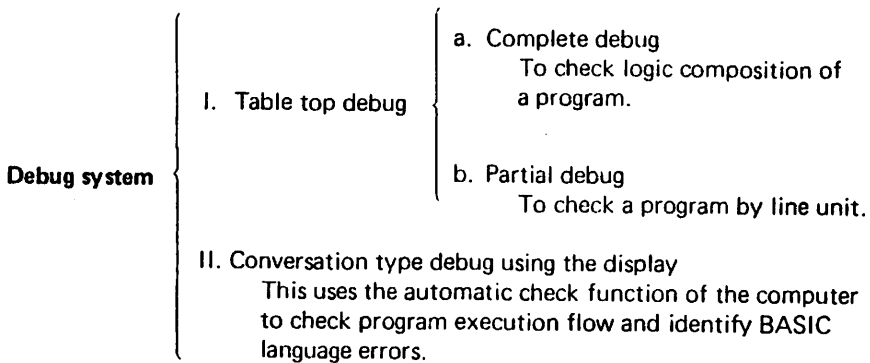 a. Complete debug
To check logic composition of
I. Table top debug
a program.
Debug system
b. Partial debug
To check a program by line unit.
II. Conversation type debug using the display
This uses the automatic check function of the computer
to check program execution flow and identify BASIC
language errors.